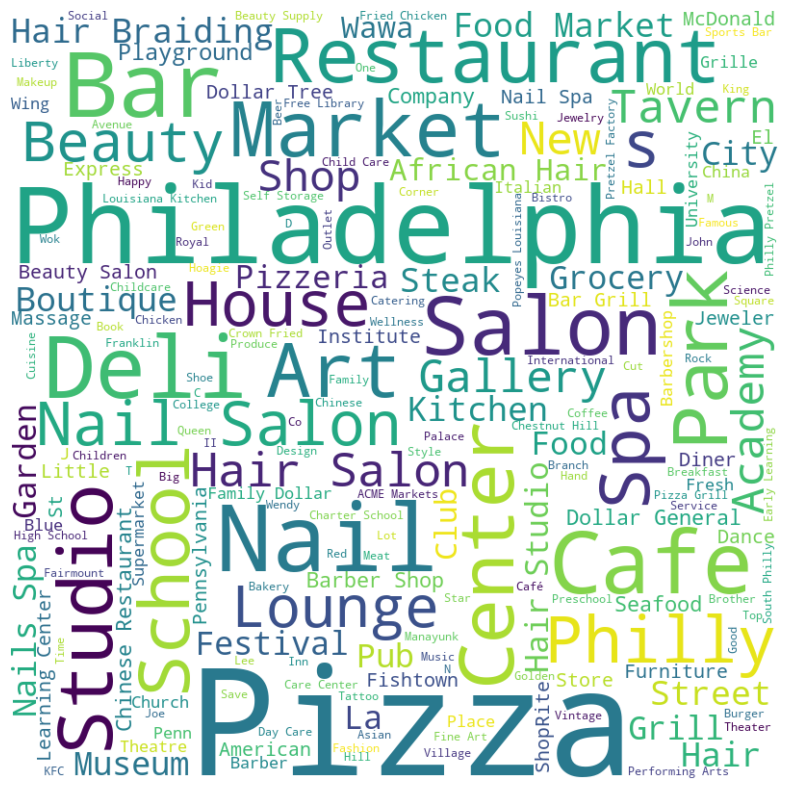 Social
Beauty Supply
Fried Chicken
McDonald
Hair Braiding
Wawa
Food Market
Sports Bar
Liberty
Playground
Bar
Restaurant
One
Grille
Makeup
Dollar Tree
Company
Nail Spa
World
King
Wing
Free Library
Beer
Sushi
Jewelry
Pretzel Factory
Tavern
Avenue
Beauty
Market
New
s
University
El
City
Child Care
Shop
African Hair
Express
Happy
Kid
Corner
Italian
Hall
China
Louisiana Kitchen
Self Storage
Philadelphia
Green
D
Outlet
Bistro
Popeyes Louisiana
M
Famous
Philly Pretzel
Wok
Royal
Hoagie
John
Beauty Salon
Childcare
Pizzeria
Steak
Grocery
Science
Boutique
House
Catering
Salon
Bar Grill
Park
Square
Massage
Book
Chicken
Institute
Wellness
Barbershop
Jeweler
Cuisine
Franklin
Crown Fried
Produce
International
Cut
Rock
Deli
Shoe
Art
Family
Gallery
Academy
C
College
Chinese
Kitchen
Chestnut Hill
Coffee
Spa
Nail Salon
Queen
Co
Design
Style
Food
Diner
Garden
J
Children
T
II
Palace
Branch
Breakfast
Early Learning
Little
Big
Hair Salon
Hand
Fresh
Pizza Grill
St
Studio
School
Family Dollar
ACME Markets
Center
Hair Studio
Service
Blue
Supermarket
Wendy
Charter School
Club
Dollar General
High School
Pennsylvania
Nail
Red
Meat
Lot
Cafe
Dance
Fairmount
Chinese Restaurant
Bakery
Barber Shop
Star
Café
Preschool
Brother
South Philly
Nails Spa
Lounge
Seafood
Top
Learning Center
Festival
Manayunk
Philly
Good
Time
Lee
Inn
Pub
Music
N
Fishtown
Golden
Furniture
Church
Save
Care Center
Tattoo
ShopRite
Store
Street
Joe
Pizza
La
Place
Vintage
Burger
Penn
Day Care
Asian
Fashion
Fine Art
Grill
Theater
Theatre
American
Hill
Village
Hair
KFC
Museum
Barber
Performing Arts